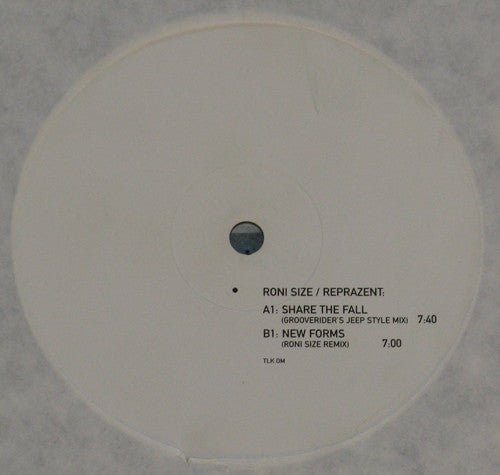 RONI SIZE / REPRAZENT:
A1: SHARE THE FALL
(GROOVERIDER'S JEEP STYLE MIX) 7:40
B1: NEW FORMS
(RONI SIZE REMIX) 7:00
TLK DM